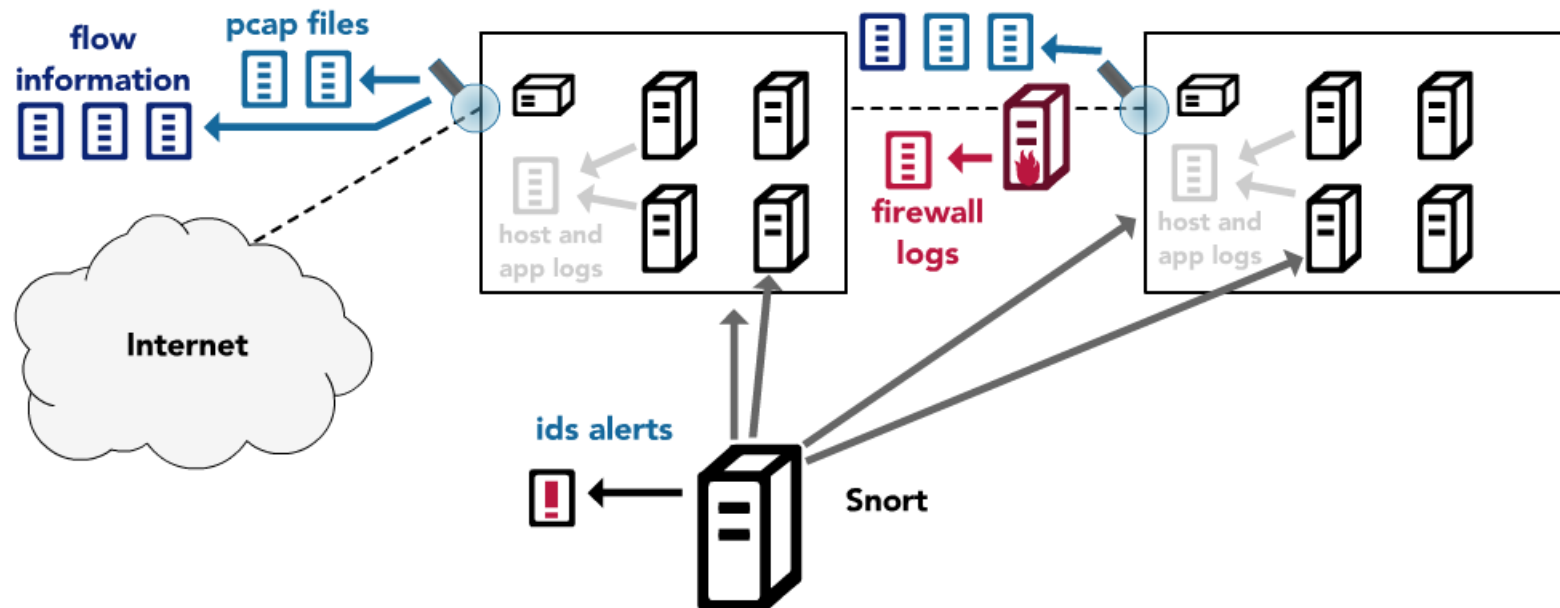 flow
information
pcap files
host and
app logs
firewall
logs
host and
app logs
Internet
ids alerts
Snort